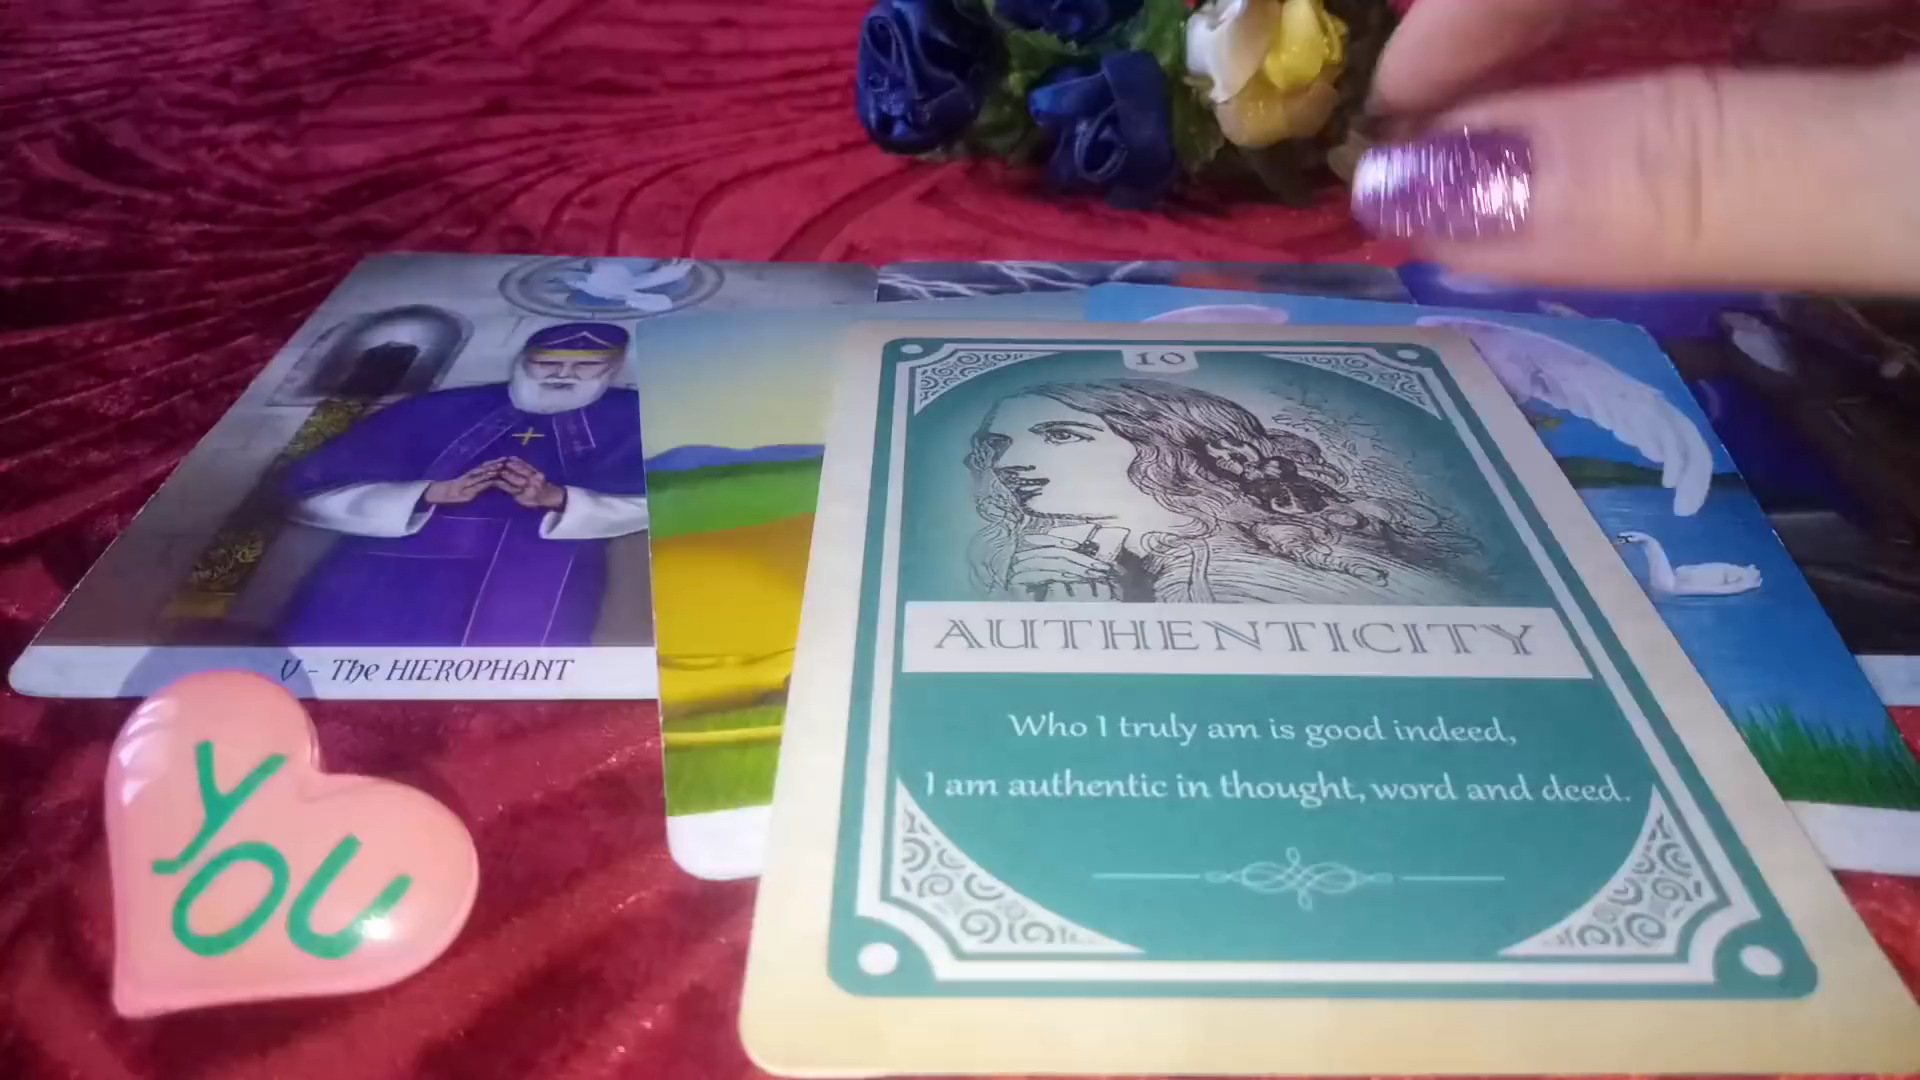 V - The HIEROPHANT
10
AUTHENTICITY
Who I truly am is good indeed,
I am authentic in thought, word and deed.
YOU